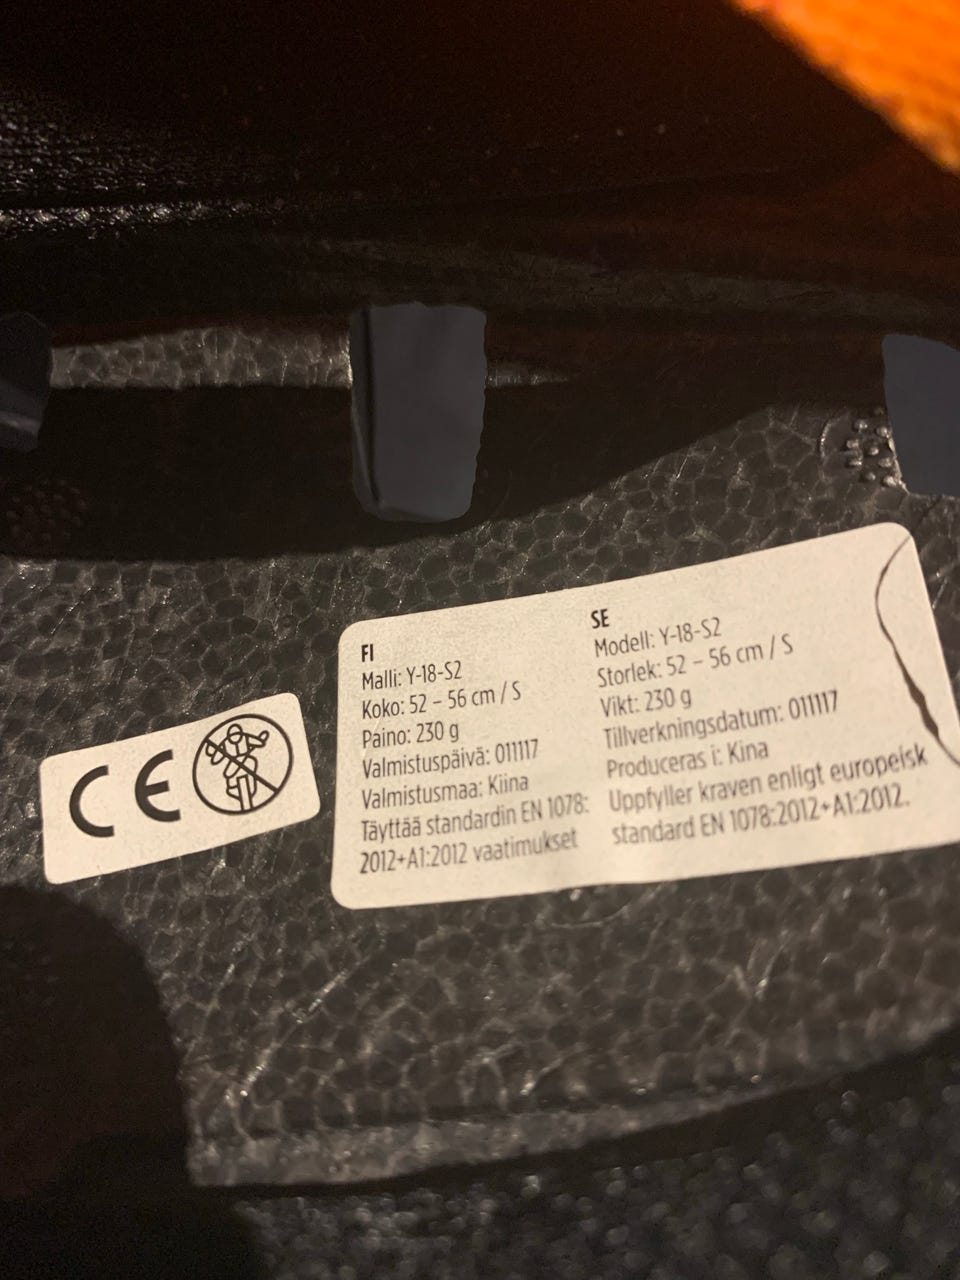 CE
FI
Malli: Y-18-S2
Koko: 52 – 56 cm / S
Paino: 230 g
Valmistuspäivä: 011117
Valmistusmaa: Kiina
Täyttää standardin EN 1078:
2012+A1:2012 vaatimukset
SE
Modell: Y-18-S2
Storlek: 52 – 56 cm / S
Vikt: 230 g
Tillverkningsdatum: 011117
Produceras i: Kina
Uppfyller kraven enligt europeisk
standard EN 1078:2012+A1:2012.